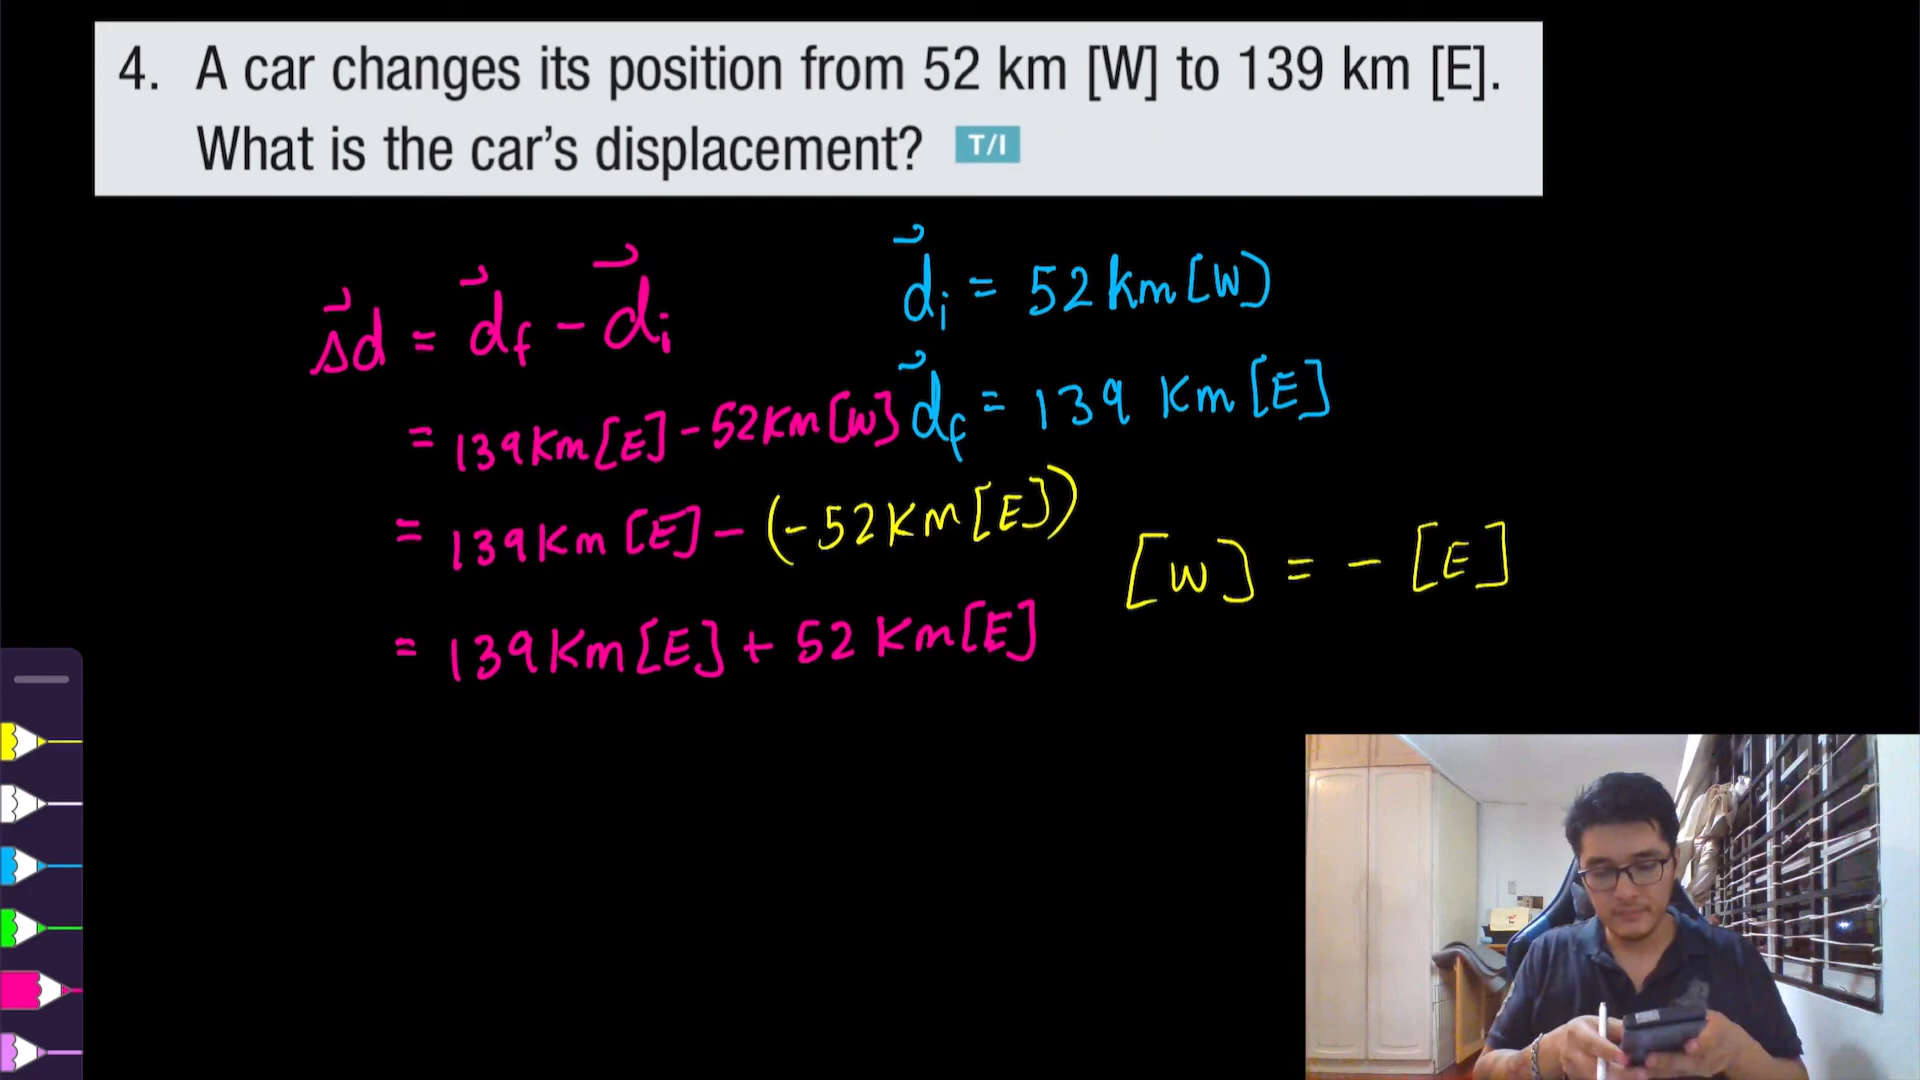 4. A car changes its position from 52 km [W] to 139 km [E].
What is the car's displacement? T/I
Δd⃗ = d⃗f - d⃗i
d⃗i = 52 km [W]
d⃗f = 139 Km [E]
= 139 Km [E] - 52 Km [W]
= 139 Km [E] - (-52 Km [E])
[W] = - [E]
= 139 Km [E] + 52 Km [E]